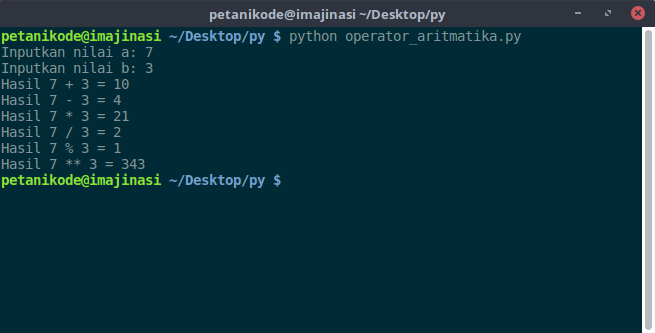 petanikode@imajinasi ~/Desktop/py
petanikode@imajinasi ~/Desktop/py $ python operator_aritmatika.py
Inputkan nilai a: 7
Inputkan nilai b: 3
Hasil 7 + 3 = 10
Hasil 7 - 3 = 4
Hasil 7 * 3 = 21
Hasil 7 / 3 = 2
Hasil 7 % 3 = 1
Hasil 7 ** 3 = 343
petanikode@imajinasi ~/Desktop/py $